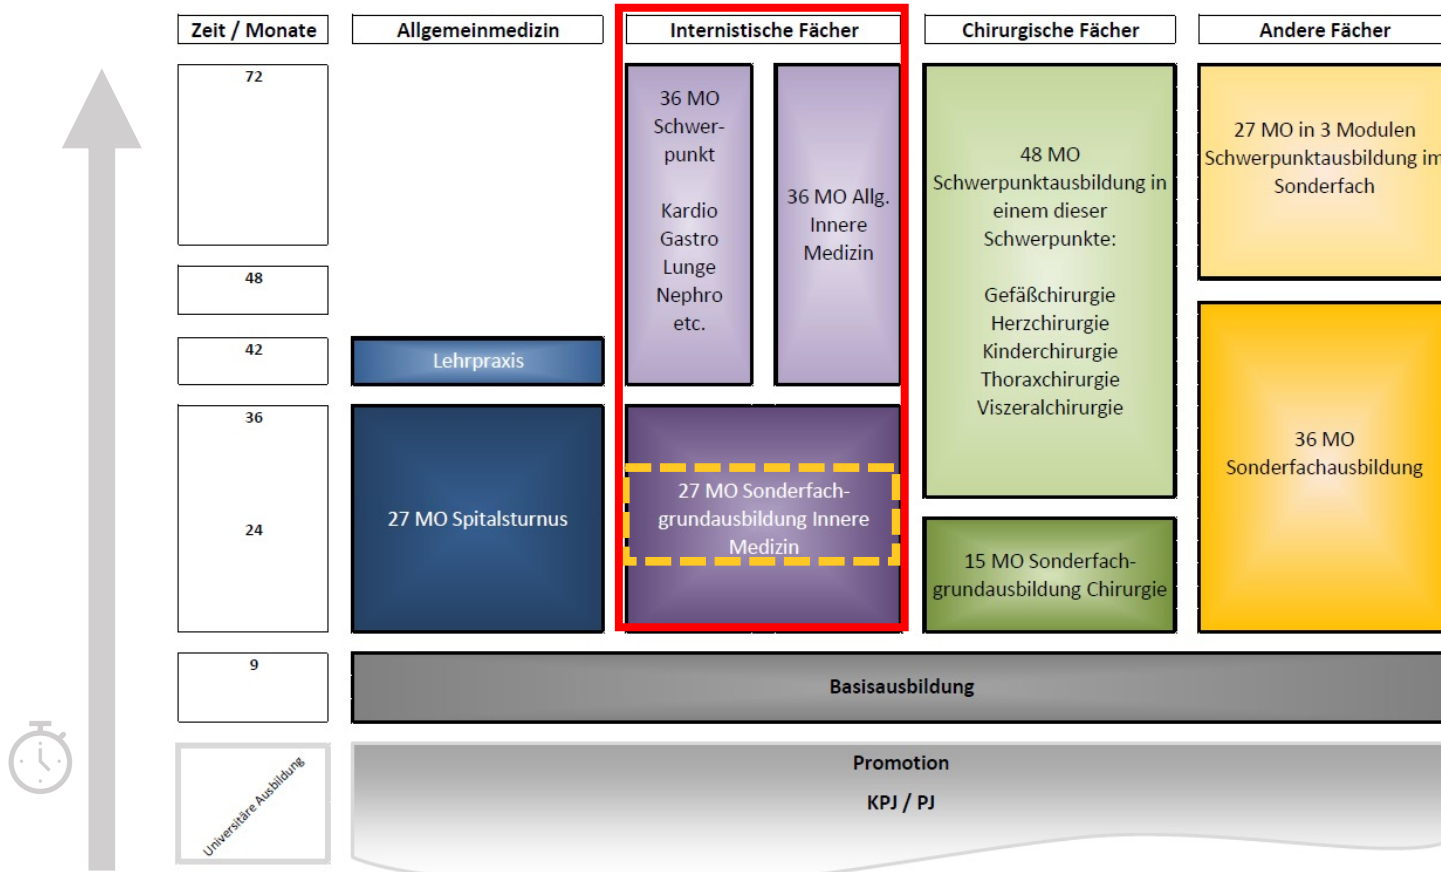 Zeit / Monate
Allgemeinmedizin
Internistische Fächer
Chirurgische Fächer
Andere Fächer
72
48
42
36
24
9
Universitäre Ausbildung
Lehrpraxis
27 MO Spitalsturnus
36 MO
Schwer-
punkt
Kardio
Gastro
Lunge
Nephro
etc.
36 MO Allg.
Innere
Medizin
27 MO Sonderfach-
grundausbildung Innere
Medizin
48 MO
Schwerpunktausbildung in
einem dieser
Schwerpunkte:
Gefäßchirurgie
Herzchirurgie
Kinderchirurgie
Thoraxchirurgie
Viszeralchirurgie
15 MO Sonderfach-
grundausbildung Chirurgie
27 MO in 3 Modulen
Schwerpunktausbildung im
Sonderfach
36 MO
Sonderfachausbildung
Basisausbildung
Promotion
KPJ / PJ